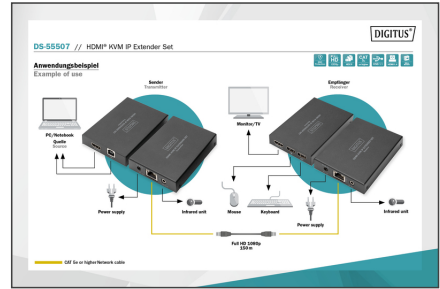 DIGITUS®
DS-55507 // HDMI® KVM IP Extender Set
Anwendungsbeispiel
Example of use
Sender
Transmitter
Empfänger
Receiver
PC/Notebook
Quelle
Source
Monitor/TV
DIGITUS
DIGITUS
Power supply
Infrared unit
Mouse
Keyboard
Power supply
Infrared unit
Full HD 1080p
150 m
CAT 5e or higher Network cable